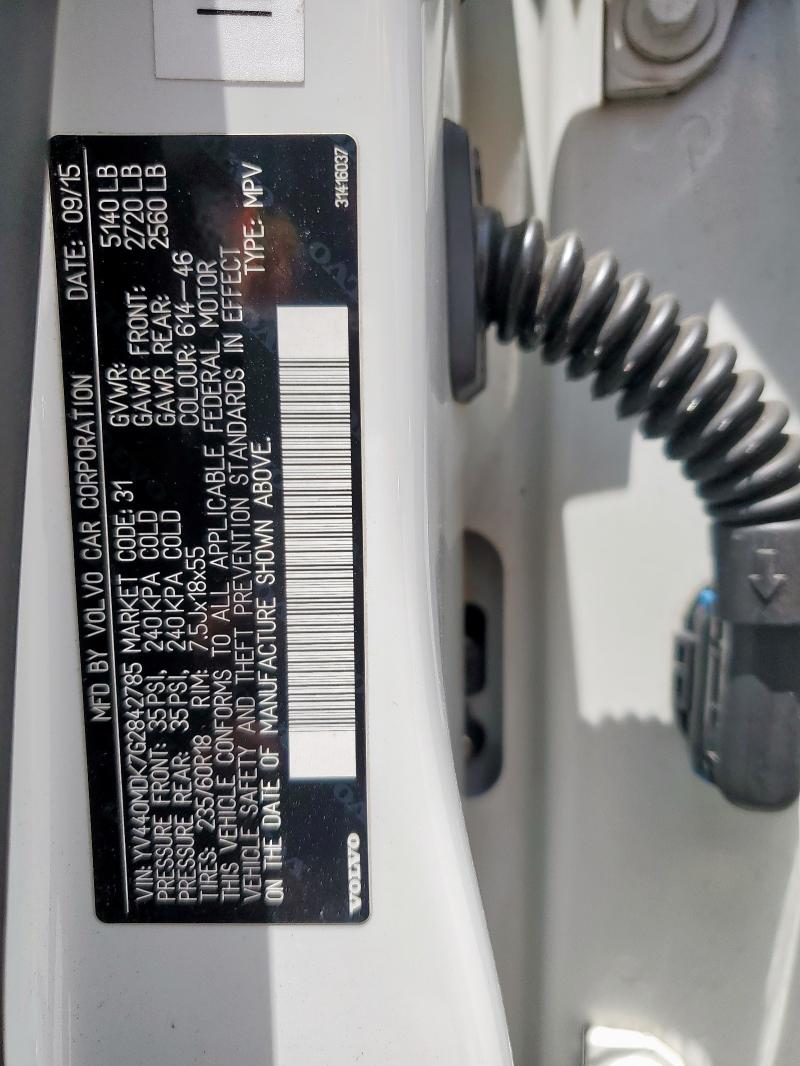 MFD BY VOLVO CAR CORPORATION DATE: 09/15
VIN: YV440MDK7G2842785 MARKET CODE: 31 GVWR: 5140 LB
PRESSURE FRONT: 35PSI, 240KPA COLD GAWR FRONT: 2720 LB
PRESSURE REAR: 35PSI, 240KPA COLD GAWR REAR: 2560 LB
TIRES: 235/60R18 RIM: 7.5Jx18x55 COLOUR: 614-46
THIS VEHICLE CONFORMS TO ALL APPLICABLE FEDERAL MOTOR
VEHICLE SAFETY AND THEFT PREVENTION STANDARDS IN EFFECT
ON THE DATE OF MANUFACTURE SHOWN ABOVE. TYPE: MPV
VOLVO 31416037